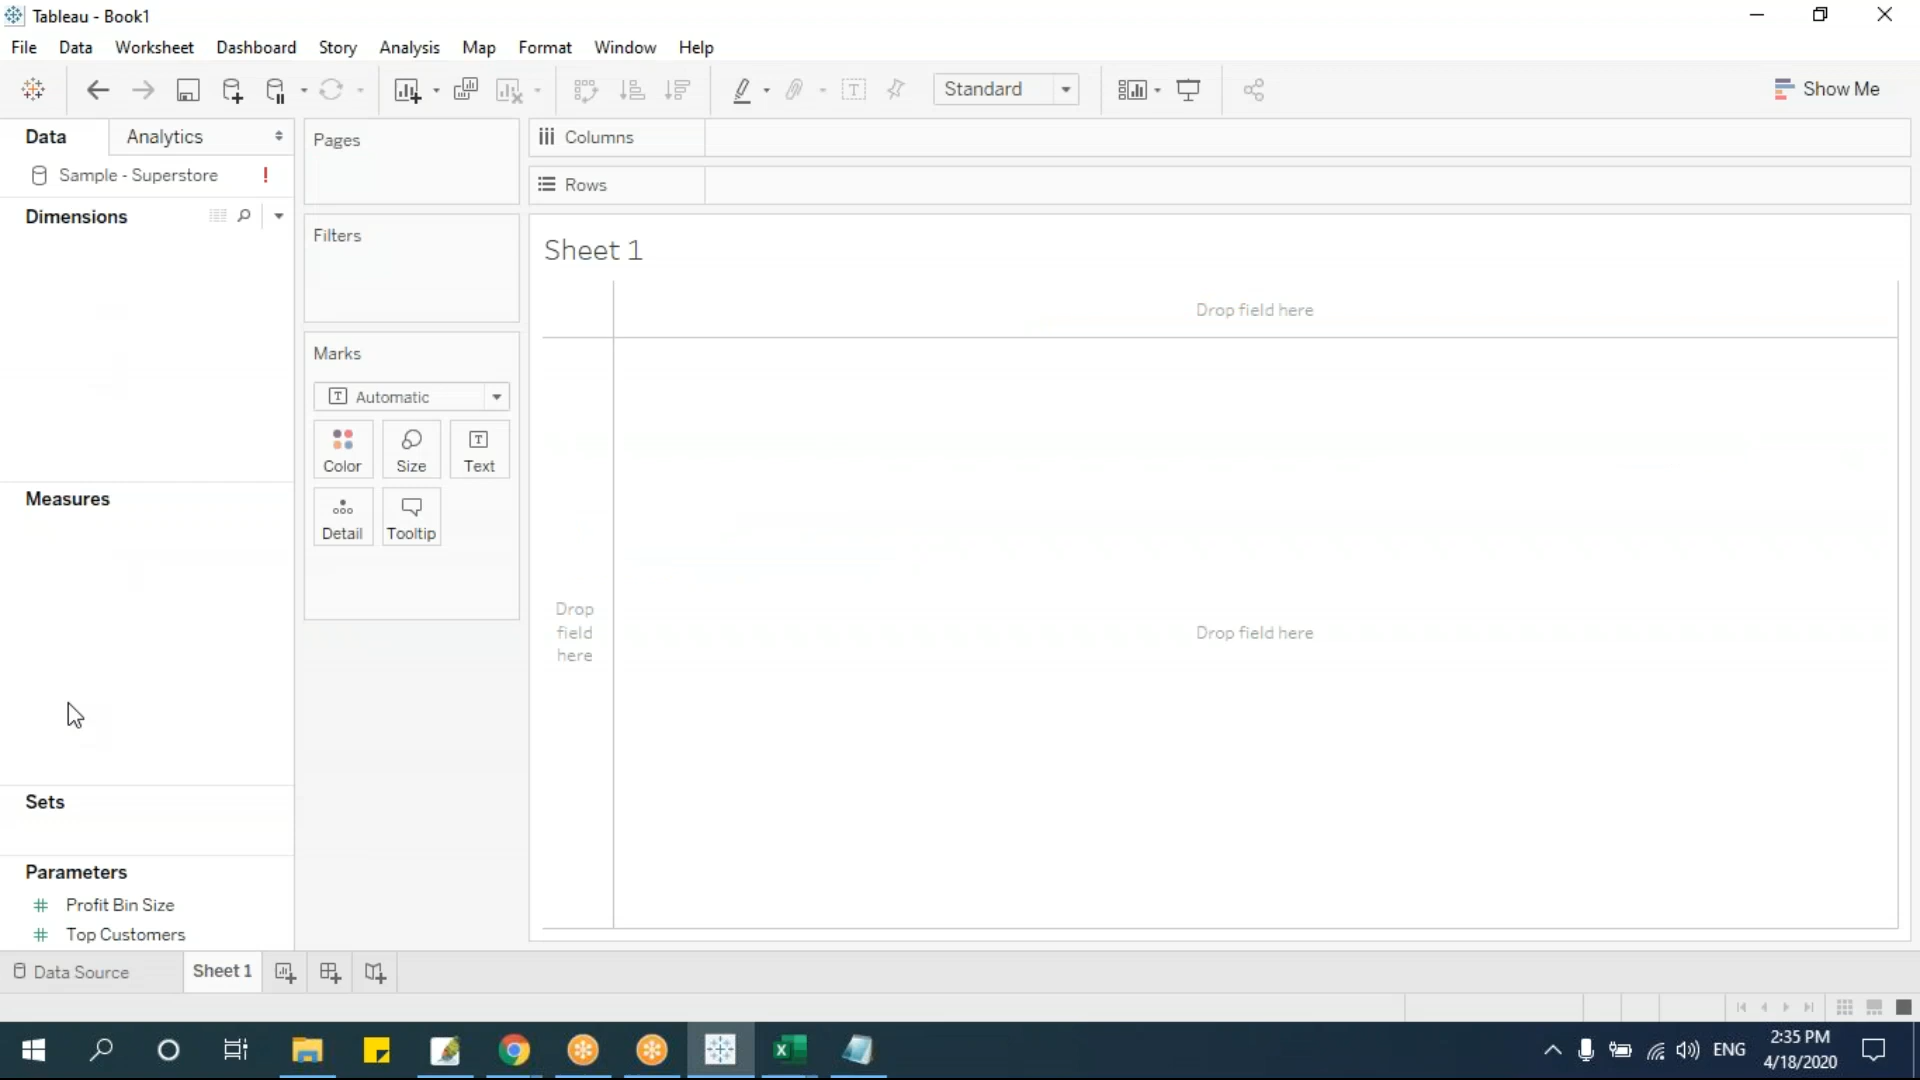 Tableau - Book1
File Data Worksheet Dashboard Story Analysis Map Format Window Help
Standard
Show Me
Data
Analytics
Pages
Columns
Sample - Superstore !
Rows
Dimensions
Filters
Sheet 1
Drop field here
Marks
Automatic
Color
Size
Text
Detail
Tooltip
Measures
Drop
field
here
Drop field here
Sets
Parameters
Profit Bin Size
Top Customers
Data Source
Sheet 1
ENG
2:35 PM
4/18/2020